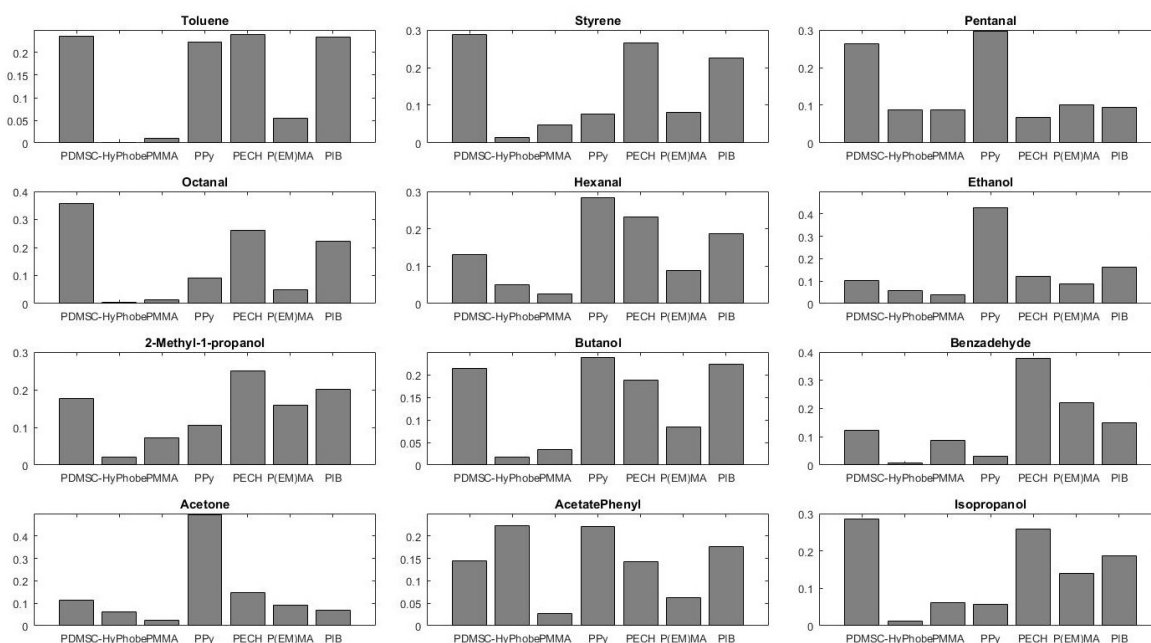 Toluene
0.2
0.15
0.1
0.05
0
PDMSC-HyPhobePMMA PPy PECH P(EM)MA PIB
Styrene
0.3
0.2
0.1
0
PDMSC-HyPhobePMMA PPy PECH P(EM)MA PIB
Pentanal
0.3
0.2
0.1
0
PDMSC-HyPhobePMMA PPy PECH P(EM)MA PIB
Octanal
0.4
0.3
0.2
0.1
0
PDMSC-HyPhobePMMA PPy PECH P(EM)MA PIB
Hexanal
0.3
0.2
0.1
0
PDMSC-HyPhobePMMA PPy PECH P(EM)MA PIB
Ethanol
0.4
0.3
0.2
0.1
0
PDMSC-HyPhobePMMA PPy PECH P(EM)MA PIB
2-Methyl-1-propanol
0.3
0.2
0.1
0
PDMSC-HyPhobePMMA PPy PECH P(EM)MA PIB
Butanol
0.2
0.15
0.1
0.05
0
PDMSC-HyPhobePMMA PPy PECH P(EM)MA PIB
Benzadehyde
0.4
0.3
0.2
0.1
0
PDMSC-HyPhobePMMA PPy PECH P(EM)MA PIB
Acetone
0.4
0.3
0.2
0.1
0
PDMSC-HyPhobePMMA PPy PECH P(EM)MA PIB
AcetatePhenyl
0.2
0.15
0.1
0.05
0
PDMSC-HyPhobePMMA PPy PECH P(EM)MA PIB
Isopropanol
0.3
0.2
0.1
0
PDMSC-HyPhobePMMA PPy PECH P(EM)MA PIB